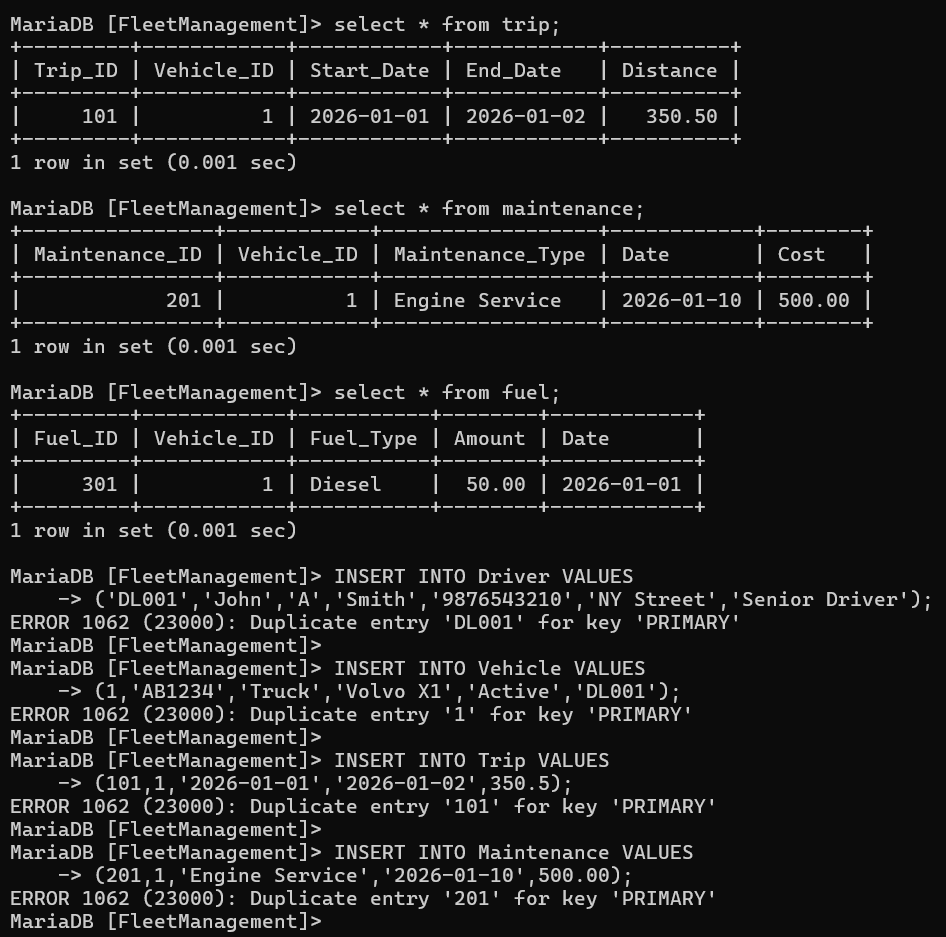 MariaDB [FleetManagement]> select * from trip;
+---------+------------+------------+------------+----------+
| Trip_ID | Vehicle_ID | Start_Date | End_Date   | Distance |
+---------+------------+------------+------------+----------+
|     101 |          1 | 2026-01-01 | 2026-01-02 |   350.50 |
+---------+------------+------------+------------+----------+
1 row in set (0.001 sec)

MariaDB [FleetManagement]> select * from maintenance;
+----------------+------------+------------------+------------+--------+
| Maintenance_ID | Vehicle_ID | Maintenance_Type | Date       | Cost   |
+----------------+------------+------------------+------------+--------+
|            201 |          1 | Engine Service   | 2026-01-10 | 500.00 |
+----------------+------------+------------------+------------+--------+
1 row in set (0.001 sec)

MariaDB [FleetManagement]> select * from fuel;
+---------+------------+-----------+--------+------------+
| Fuel_ID | Vehicle_ID | Fuel_Type | Amount | Date       |
+---------+------------+-----------+--------+------------+
|     301 |          1 | Diesel    |  50.00 | 2026-01-01 |
+---------+------------+-----------+--------+------------+
1 row in set (0.001 sec)

MariaDB [FleetManagement]> INSERT INTO Driver VALUES
    -> ('DL001','John','A','Smith','9876543210','NY Street','Senior Driver');
ERROR 1062 (23000): Duplicate entry 'DL001' for key 'PRIMARY'
MariaDB [FleetManagement]>
MariaDB [FleetManagement]> INSERT INTO Vehicle VALUES
    -> (1,'AB1234','Truck','Volvo X1','Active','DL001');
ERROR 1062 (23000): Duplicate entry '1' for key 'PRIMARY'
MariaDB [FleetManagement]>
MariaDB [FleetManagement]> INSERT INTO Trip VALUES
    -> (101,1,'2026-01-01','2026-01-02',350.5);
ERROR 1062 (23000): Duplicate entry '101' for key 'PRIMARY'
MariaDB [FleetManagement]>
MariaDB [FleetManagement]> INSERT INTO Maintenance VALUES
    -> (201,1,'Engine Service','2026-01-10',500.00);
ERROR 1062 (23000): Duplicate entry '201' for key 'PRIMARY'
MariaDB [FleetManagement]>